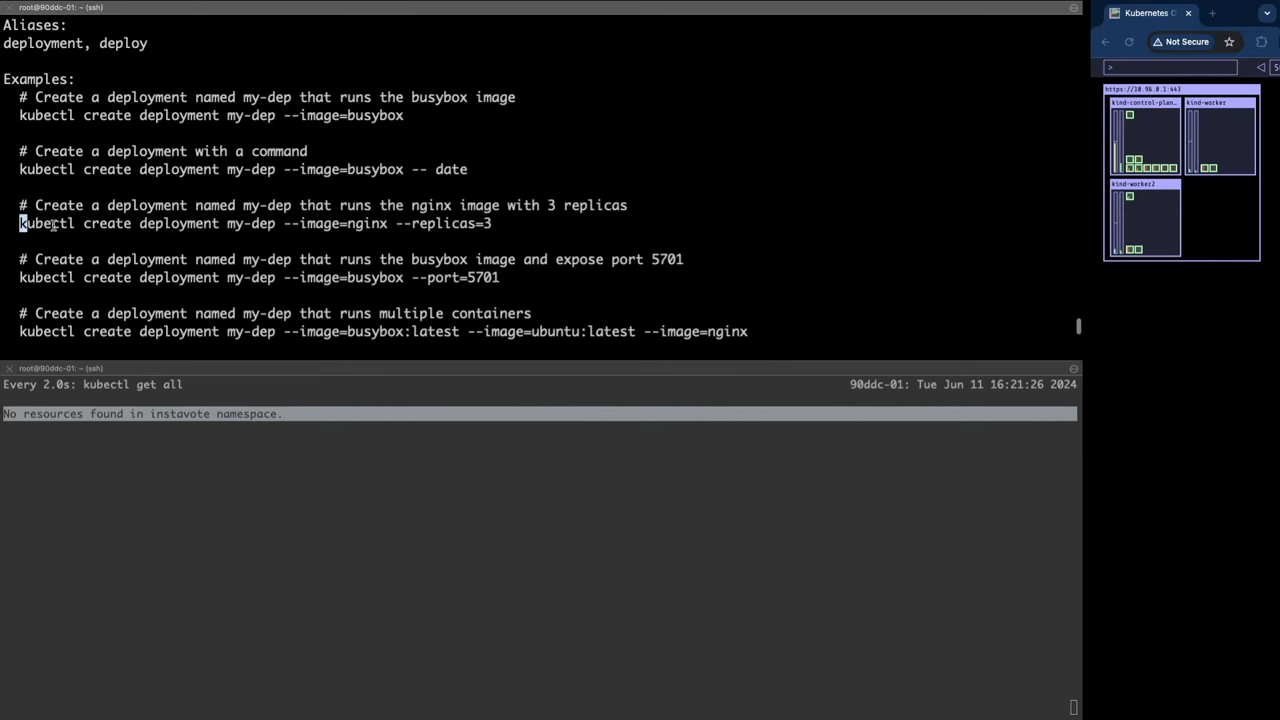 root@90ddc-01: ~ (ssh)
Aliases:
deployment, deploy
Examples:
# Create a deployment named my-dep that runs the busybox image
kubectl create deployment my-dep --image=busybox
# Create a deployment with a command
kubectl create deployment my-dep --image=busybox -- date
# Create a deployment named my-dep that runs the nginx image with 3 replicas
kubectl create deployment my-dep --image=nginx --replicas=3
# Create a deployment named my-dep that runs the busybox image and expose port 5701
kubectl create deployment my-dep --image=busybox --port=5701
# Create a deployment named my-dep that runs multiple containers
kubectl create deployment my-dep --image=busybox:latest --image=ubuntu:latest --image=nginx
root@90ddc-01: ~ (ssh)
Every 2.0s: kubectl get all 90ddc-01: Tue Jun 11 16:21:26 2024
No resources found in instavote namespace.
Kubernetes
Not Secure
>
https://10.96.0.1:443
kind-control-plan… kind-worker
kind-worker2